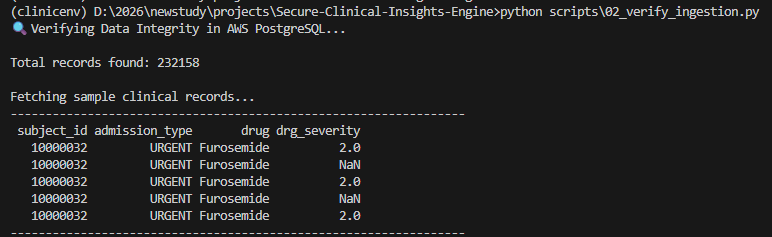 (clinicenv) D:\2026\newstudy\projects\Secure-Clinical-Insights-Engine>python scripts\02_verify_ingestion.py
🔍 Verifying Data Integrity in AWS PostgreSQL...
Total records found: 232158
Fetching sample clinical records...
-----------------------------------------------------------------
subject_id admission_type drug drg_severity
10000032 URGENT Furosemide 2.0
10000032 URGENT Furosemide NaN
10000032 URGENT Furosemide 2.0
10000032 URGENT Furosemide NaN
10000032 URGENT Furosemide 2.0
-----------------------------------------------------------------